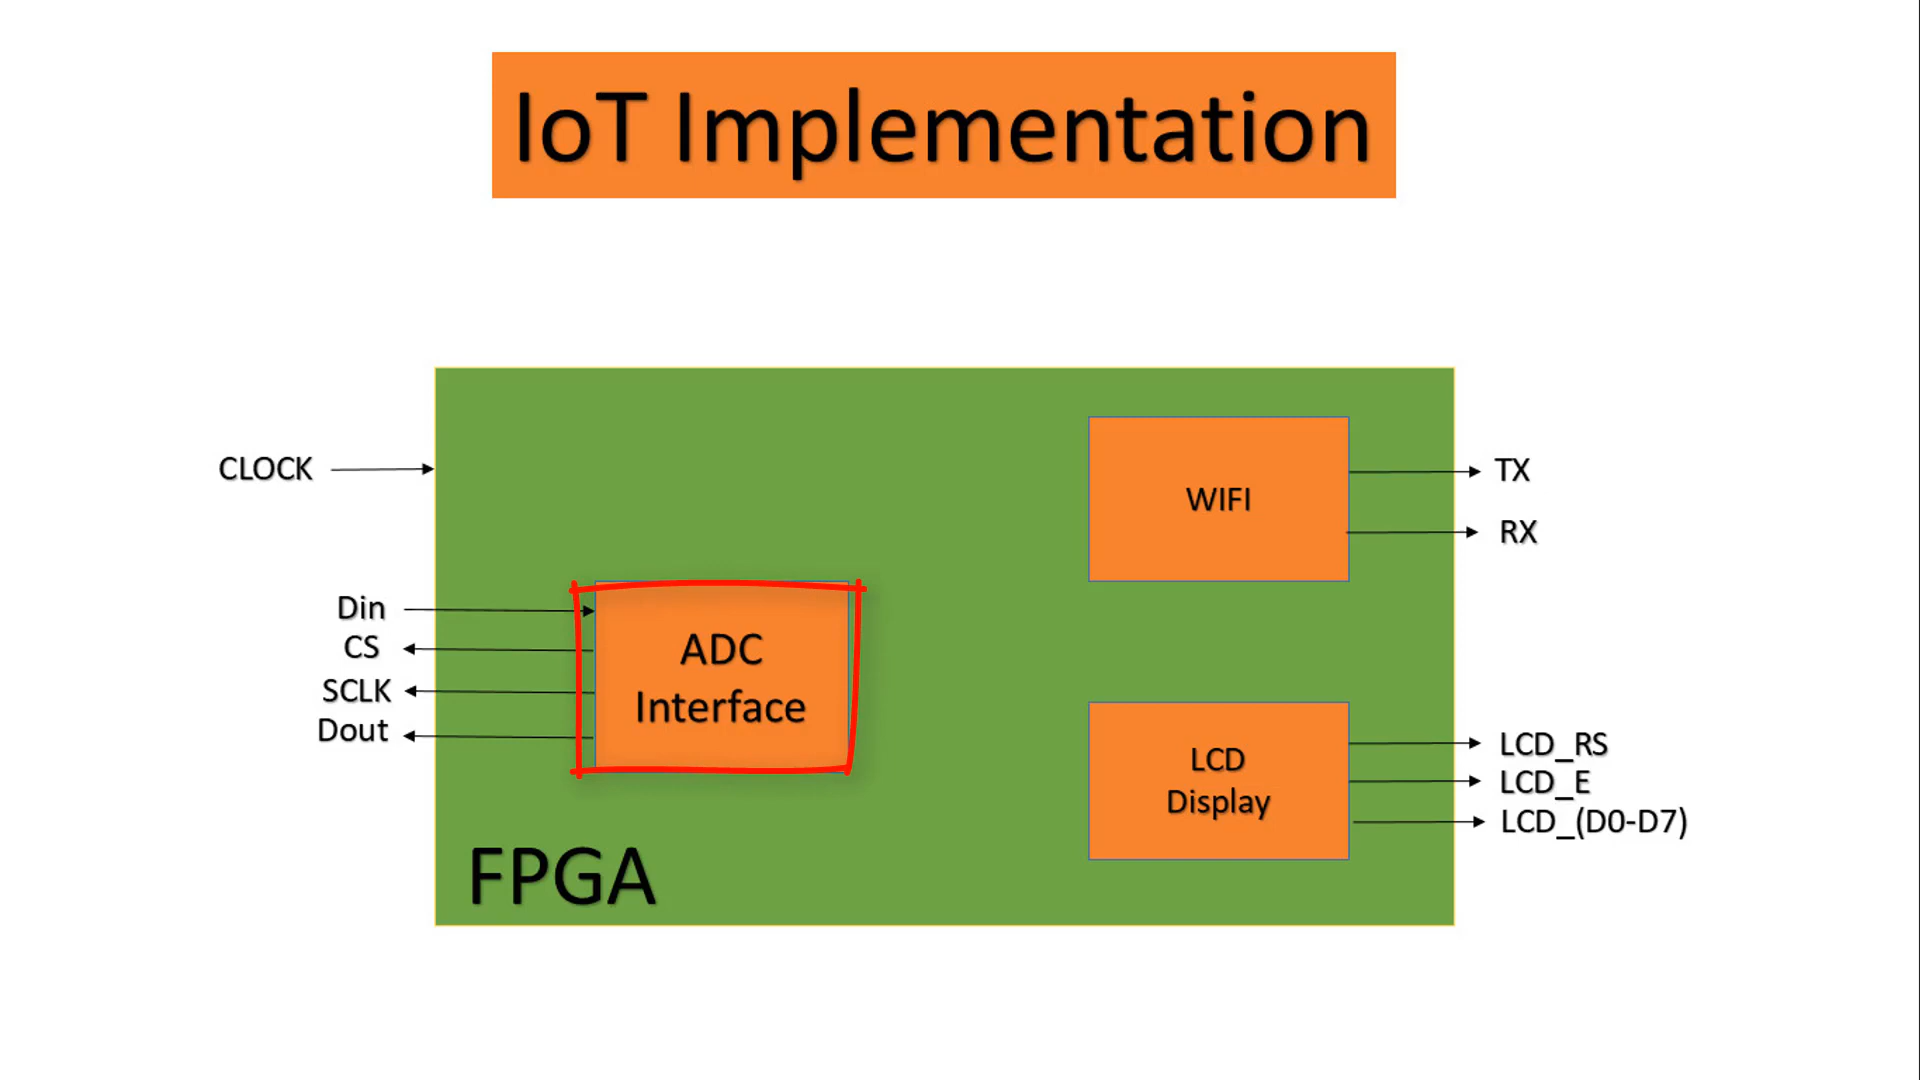 IoT Implementation
CLOCK
Din
CS
SCLK
Dout
ADC
Interface
FPGA
WIFI
TX
RX
LCD
Display
LCD_RS
LCD_E
LCD_(D0-D7)